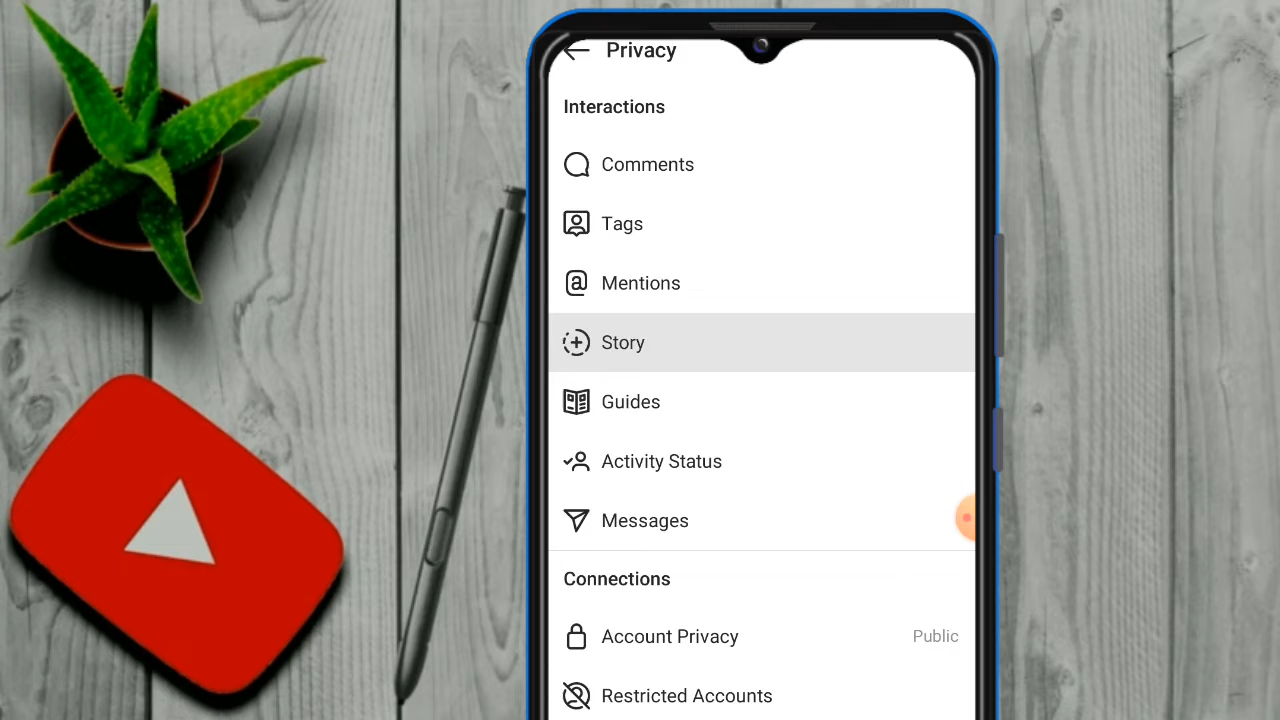 Privacy
Interactions
Comments
Tags
Mentions
Story
Guides
Activity Status
Messages
Connections
Account Privacy Public
Restricted Accounts